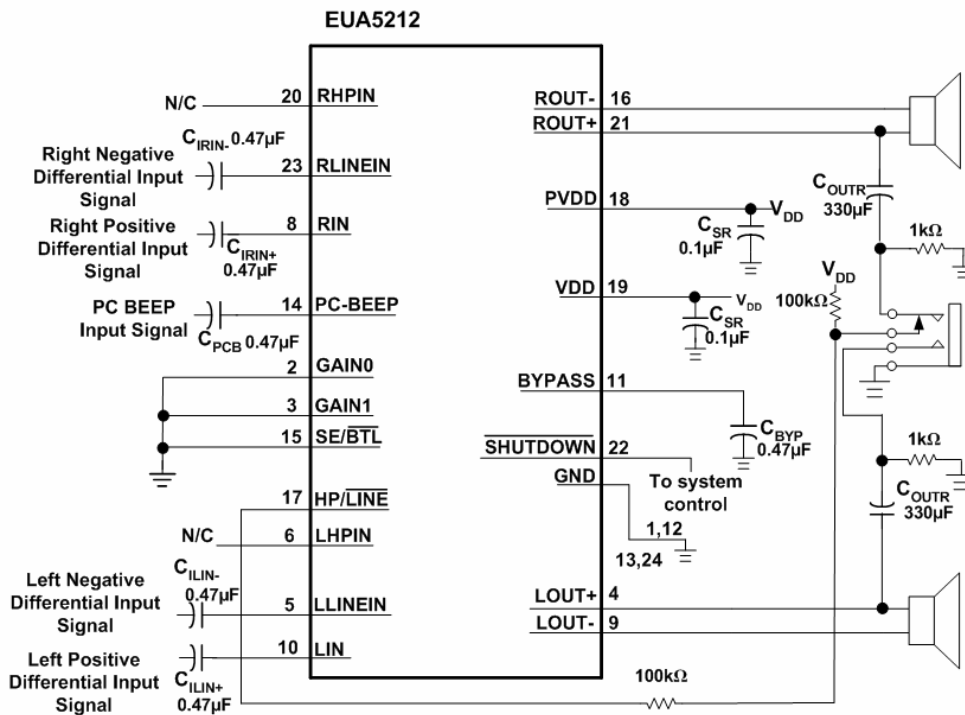 EUA5212
N/C
20
RHPIN
C_IRIN- 0.47µF
Right Negative
Differential Input
Signal
23
RLINEIN
Right Positive
Differential Input
Signal
8
RIN
C_IRIN+
0.47µF
PC BEEP
Input Signal
14
PC-BEEP
C_PCB 0.47µF
2
GAIN0
3
GAIN1
15
SE/BTL
17
HP/LINE
N/C
6
LHPIN
C_ILIN-
0.47µF
Left Negative
Differential Input
Signal
5
LLINEIN
Left Positive
Differential Input
Signal
10
LIN
C_ILIN+
0.47µF
ROUT-
16
ROUT+
21
C_OUTR
330µF
PVDD
18
V_DD
C_SR
0.1µF
1kΩ
V_DD
100kΩ
VDD
19
V_DD
C_SR
0.1µF
BYPASS
11
C_BYP
0.47µF
SHUTDOWN
22
To system
control
GND
1,12
13,24
1kΩ
C_OUTR
330µF
LOUT+
4
LOUT-
9
100kΩ